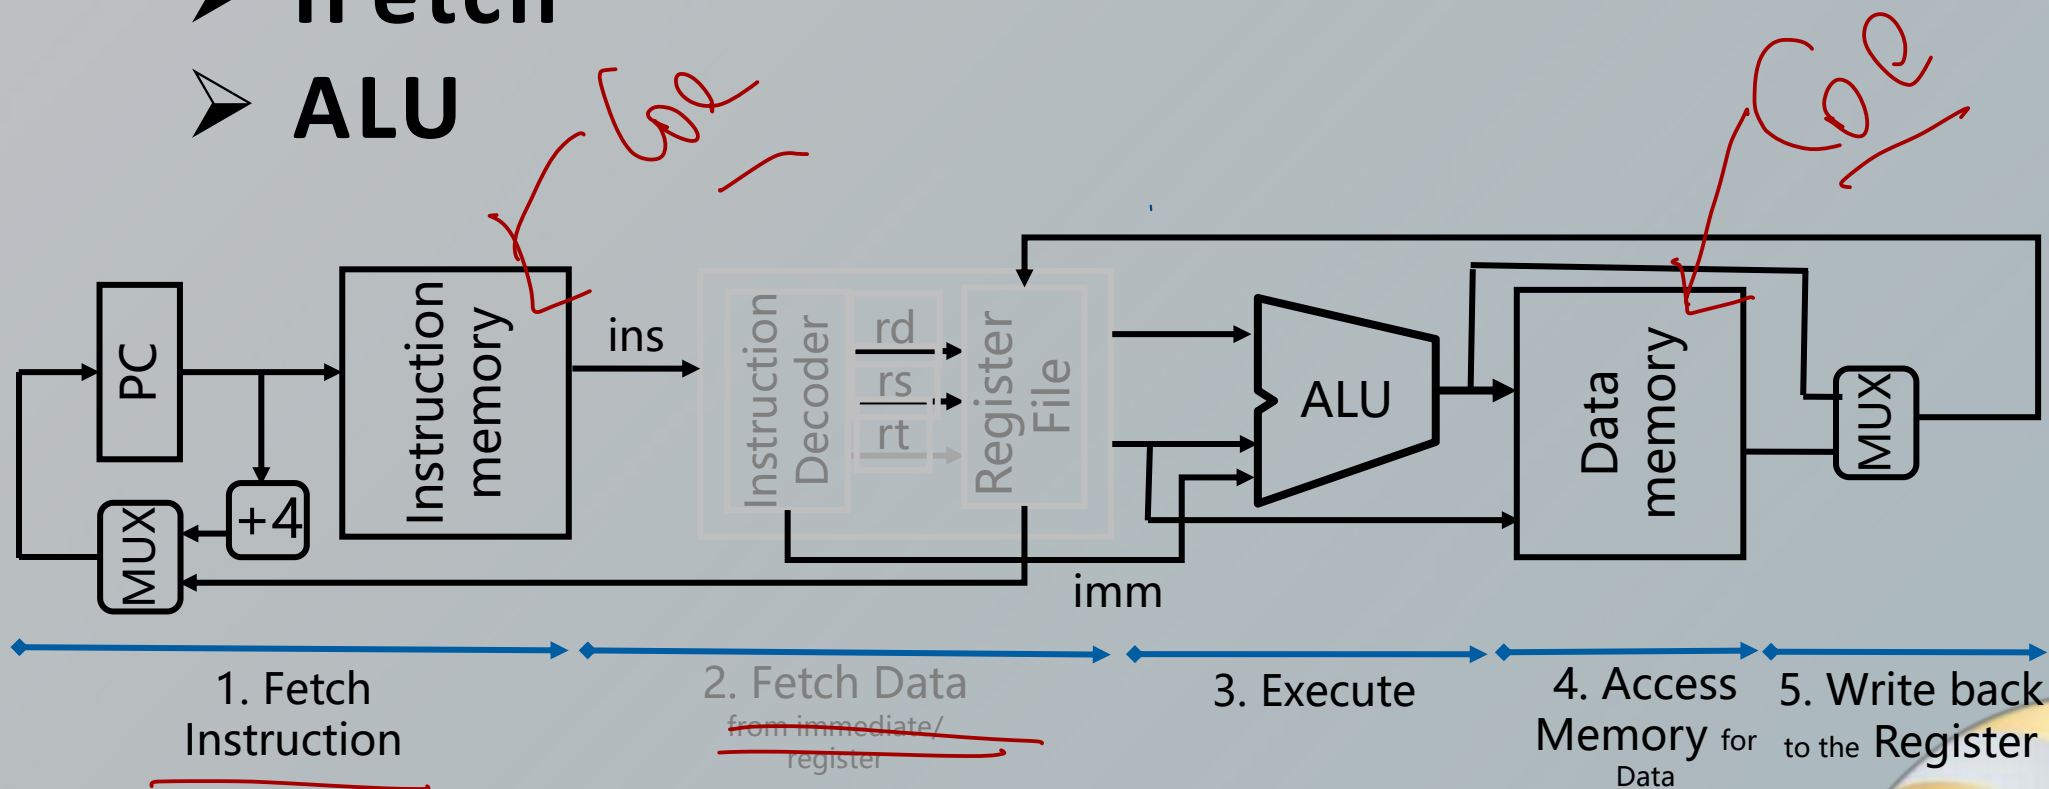 ALU
coe
coe
ins
Instruction
Decoder
rd
rs
rt
Register
File
PC
Instruction
memory
ALU
Data
memory
MUX
+4
MUX
imm
1. Fetch
Instruction
2. Fetch Data
from immediate/
register
3. Execute
4. Access
Memory for
Data
5. Write back
to the Register